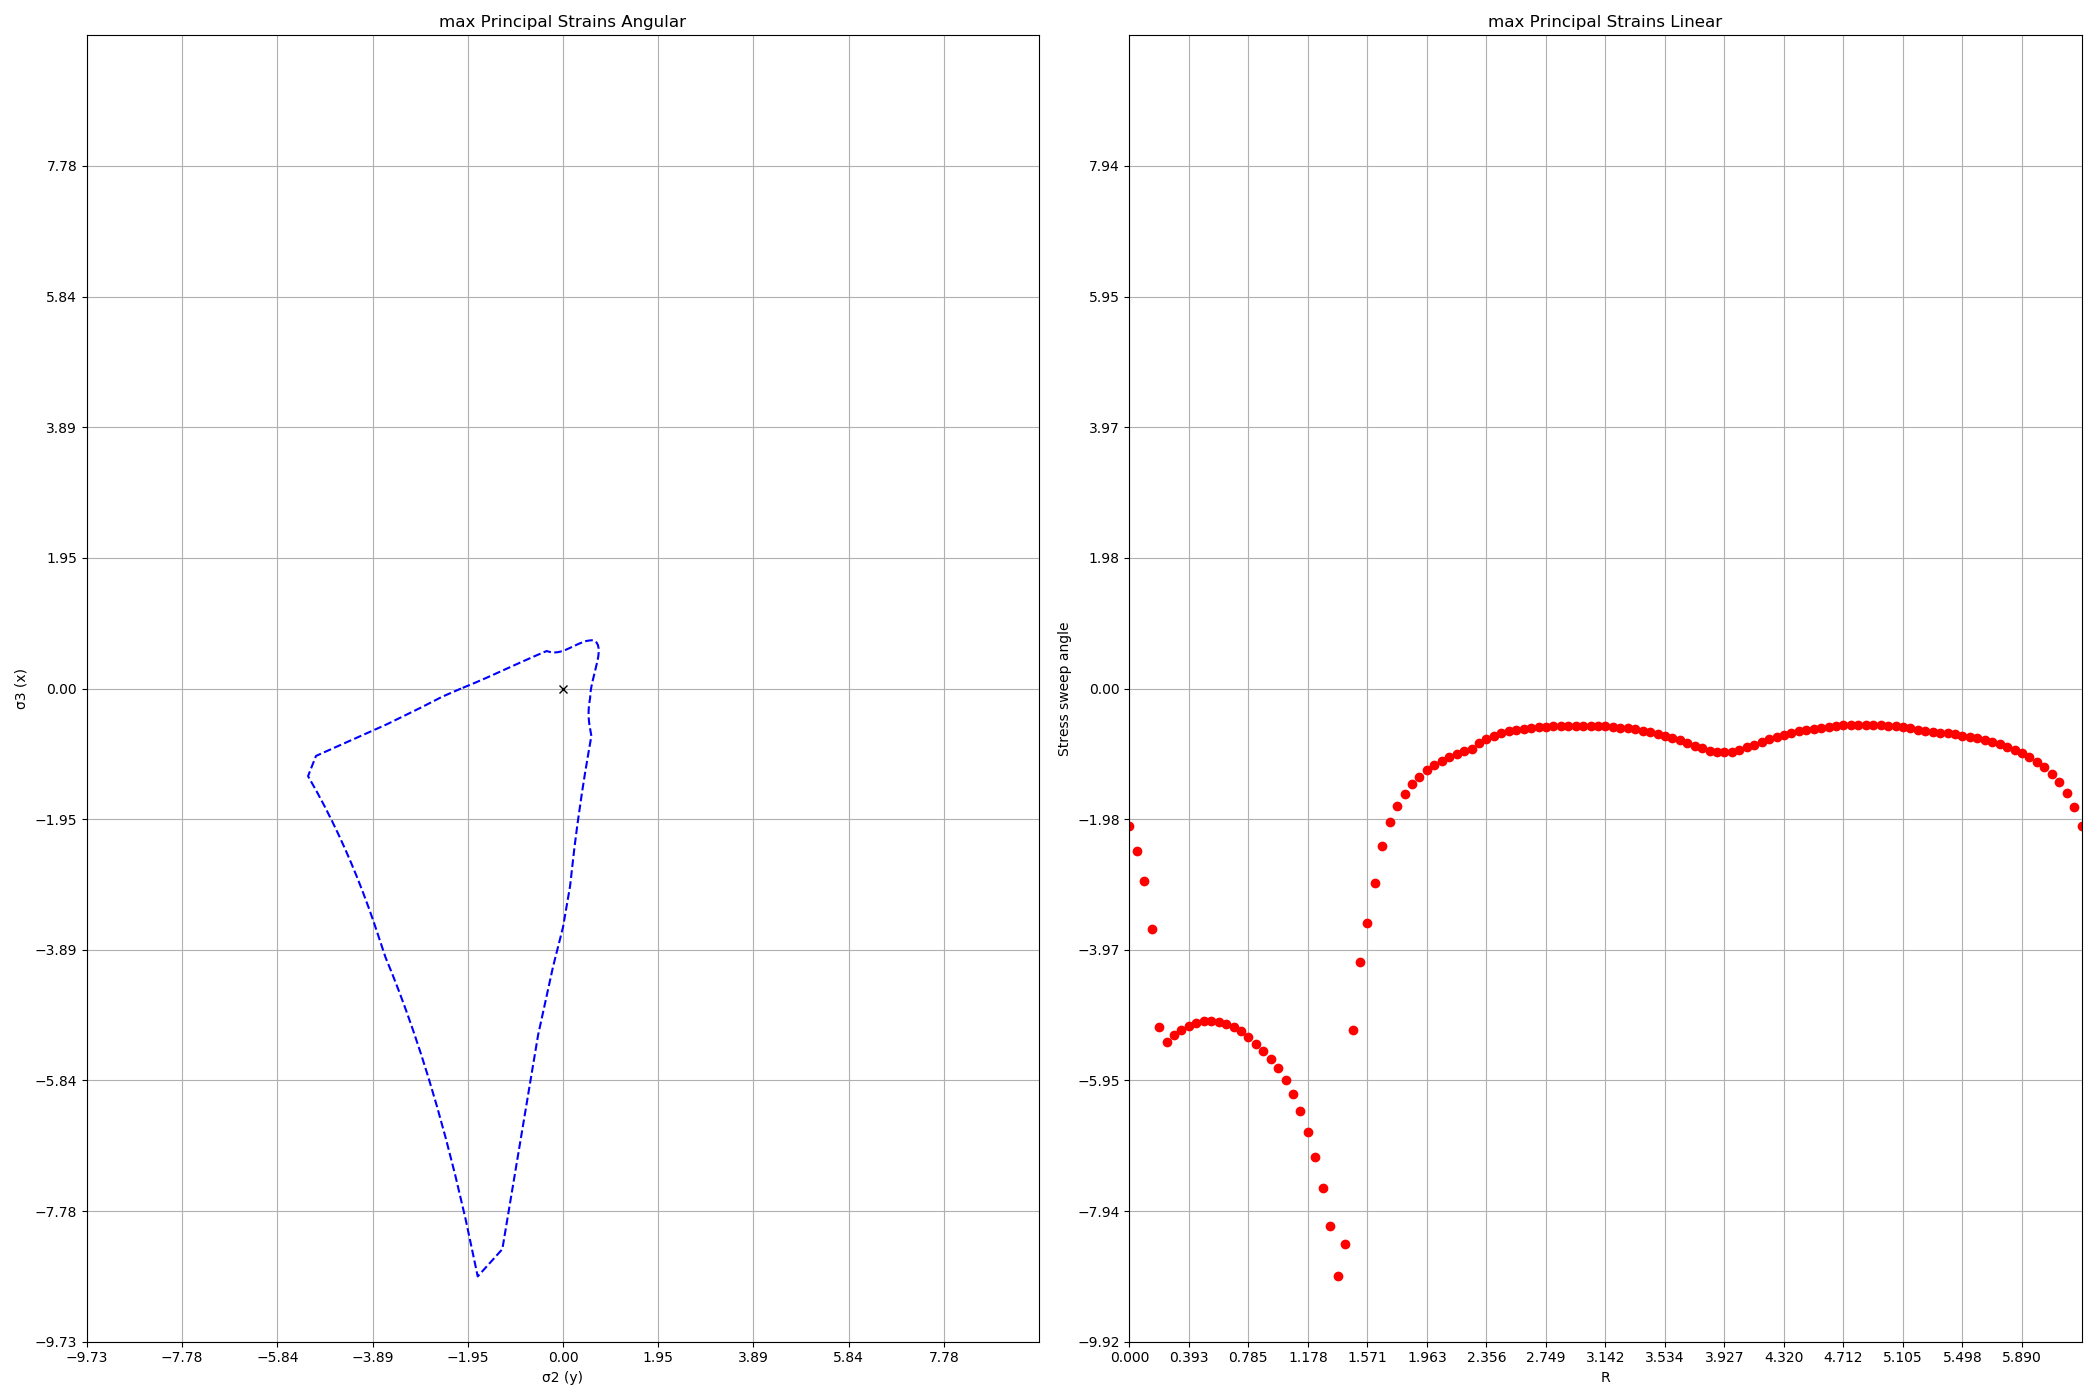 max Principal Strains Angular
7.78
5.84
3.89
1.95
0.00
−1.95
−3.89
−5.84
−7.78
−9.73
σ3 (x)
−9.73 −7.78 −5.84 −3.89 −1.95 0.00 1.95 3.89 5.84 7.78
σ2 (y)
max Principal Strains Linear
7.94
5.95
3.97
1.98
0.00
−1.98
−3.97
−5.95
−7.94
−9.92
Stress sweep angle
0.000 0.393 0.785 1.178 1.571 1.963 2.356 2.749 3.142 3.534 3.927 4.320 4.712 5.105 5.498 5.890
R